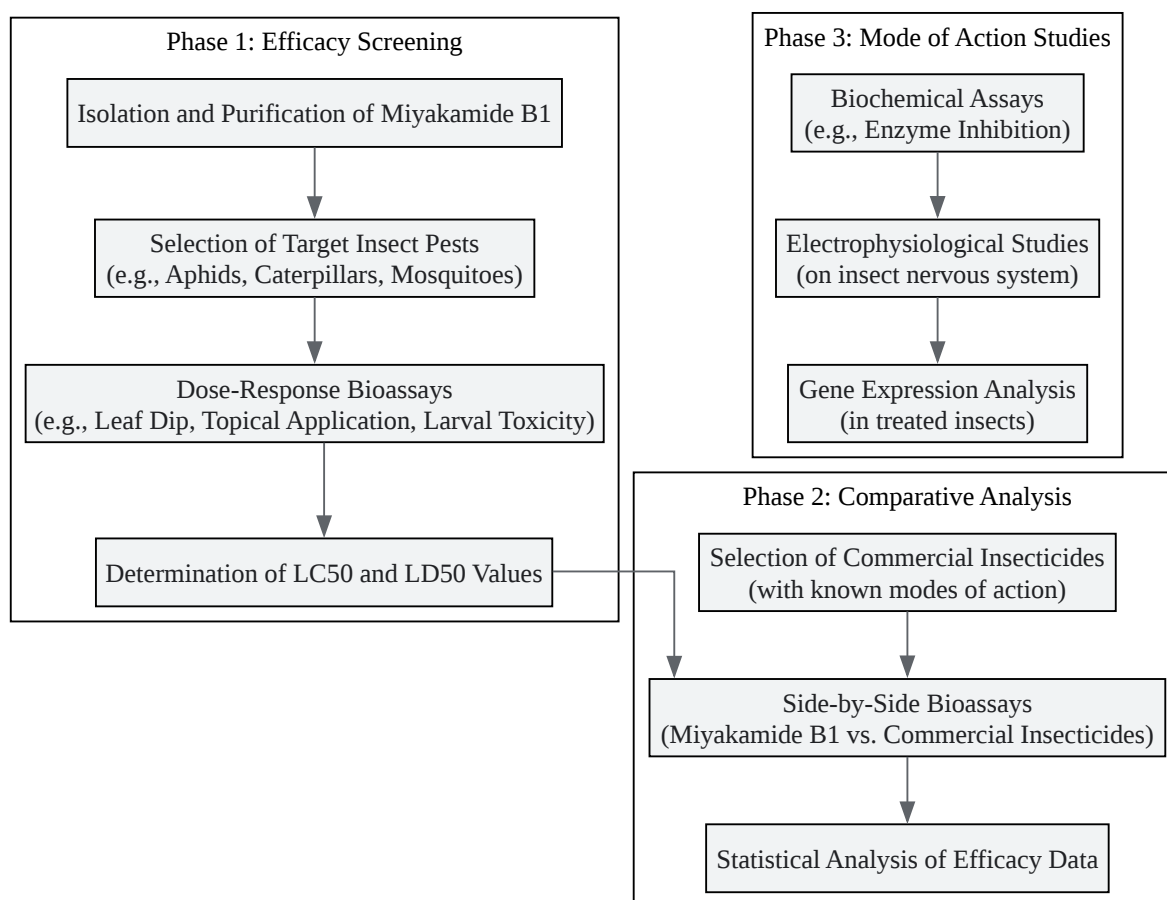 Phase 1: Efficacy Screening
Isolation and Purification of Miyakamide B1
Selection of Target Insect Pests
(e.g., Aphids, Caterpillars, Mosquitoes)
Dose-Response Bioassays
(e.g., Leaf Dip, Topical Application, Larval Toxicity)
Determination of LC50 and LD50 Values
Phase 3: Mode of Action Studies
Biochemical Assays
(e.g., Enzyme Inhibition)
Electrophysiological Studies
(on insect nervous system)
Gene Expression Analysis
(in treated insects)
Phase 2: Comparative Analysis
Selection of Commercial Insecticides
(with known modes of action)
Side-by-Side Bioassays
(Miyakamide B1 vs. Commercial Insecticides)
Statistical Analysis of Efficacy Data